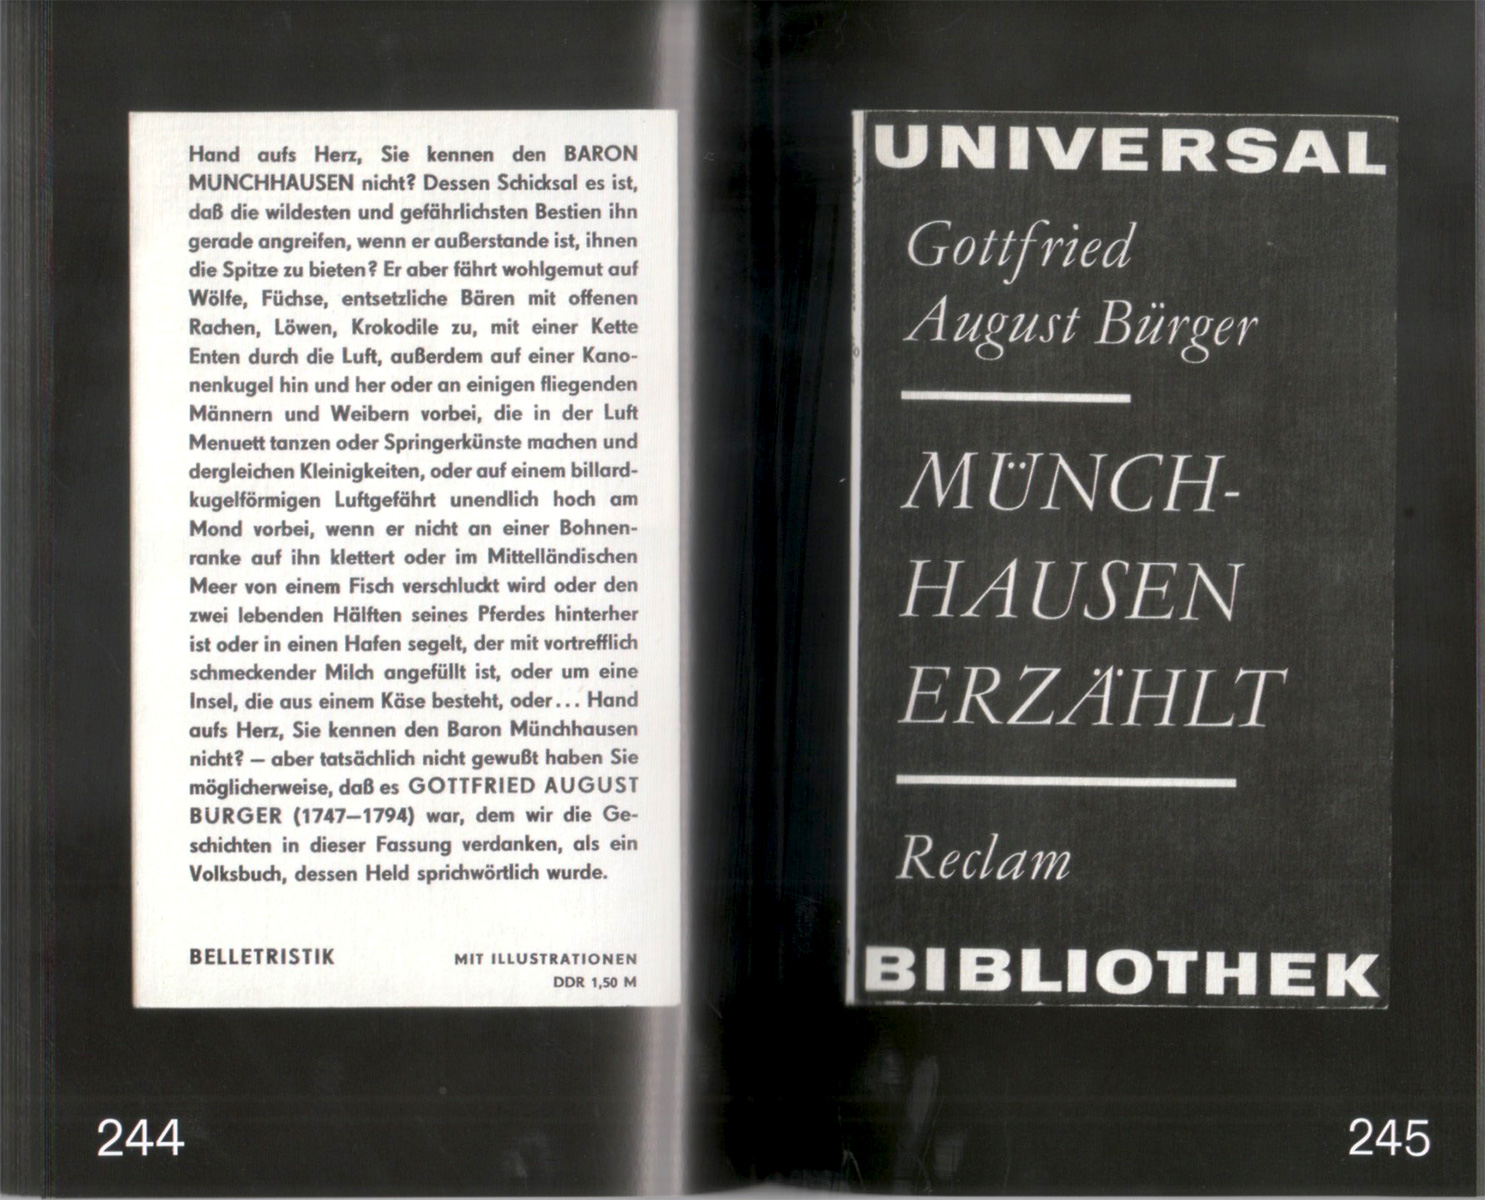 Hand aufs Herz, Sie kennen den BARON
MUNCHHAUSEN nicht? Dessen Schicksal es ist,
daß die wildesten und gefährlichsten Bestien ihn
gerade angreifen, wenn er außerstande ist, ihnen
die Spitze zu bieten? Er aber fährt wohlgemut auf
Wölfe, Füchse, entsetzliche Bären mit offenen
Rachen, Löwen, Krokodile zu, mit einer Kette
Enten durch die Luft, außerdem auf einer Kano-
nenkugel hin und her oder an einigen fliegenden
Männern und Weibern vorbei, die in der Luft
Menuett tanzen oder Springerkünste machen und
dergleichen Kleinigkeiten, oder auf einem billard-
kugelförmigen Luftgefährt unendlich hoch am
Mond vorbei, wenn er nicht an einer Bohnen-
ranke auf ihn klettert oder im Mittelländischen
Meer von einem Fisch verschluckt wird oder den
zwei lebenden Hälften seines Pferdes hinterher
ist oder in einen Hafen segelt, der mit vortrefflich
schmeckender Milch angefüllt ist, oder um eine
Insel, die aus einem Käse besteht, oder... Hand
aufs Herz, Sie kennen den Baron Münchhausen
nicht? — aber tatsächlich nicht gewußt haben Sie
möglicherweise, daß es GOTTFRIED AUGUST
BURGER (1747—1794) war, dem wir die Ge-
schichten in dieser Fassung verdanken, als ein
Volksbuch, dessen Held sprichwörtlich wurde.
BELLETRISTIK
MIT ILLUSTRATIONEN
DDR 1,50 M
244
UNIVERSAL
Gottfried
August Bürger
MÜNCH-
HAUSEN
ERZÄHLT
Reclam
BIBLIOTHEK
245